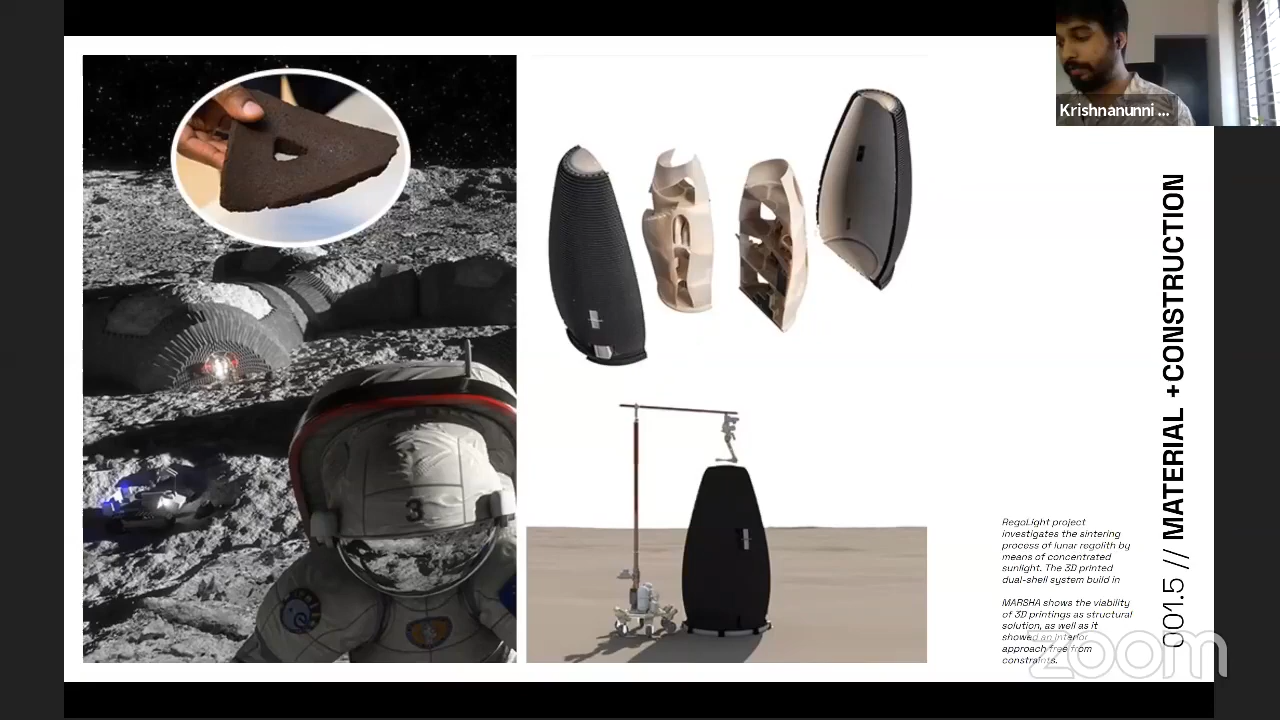 Krishnanunni ...
001.5 // MATERIAL +CONSTRUCTION
3
RegoLight project
investigates the sintering
process of lunar regolith by
means of concentrated
sunlight. The 3D printed
dual-shell system build in
MARSHA shows the viability
of 3D printings as structural
solution, as well as it
showed an interior
approach free from
constraints.
zoom